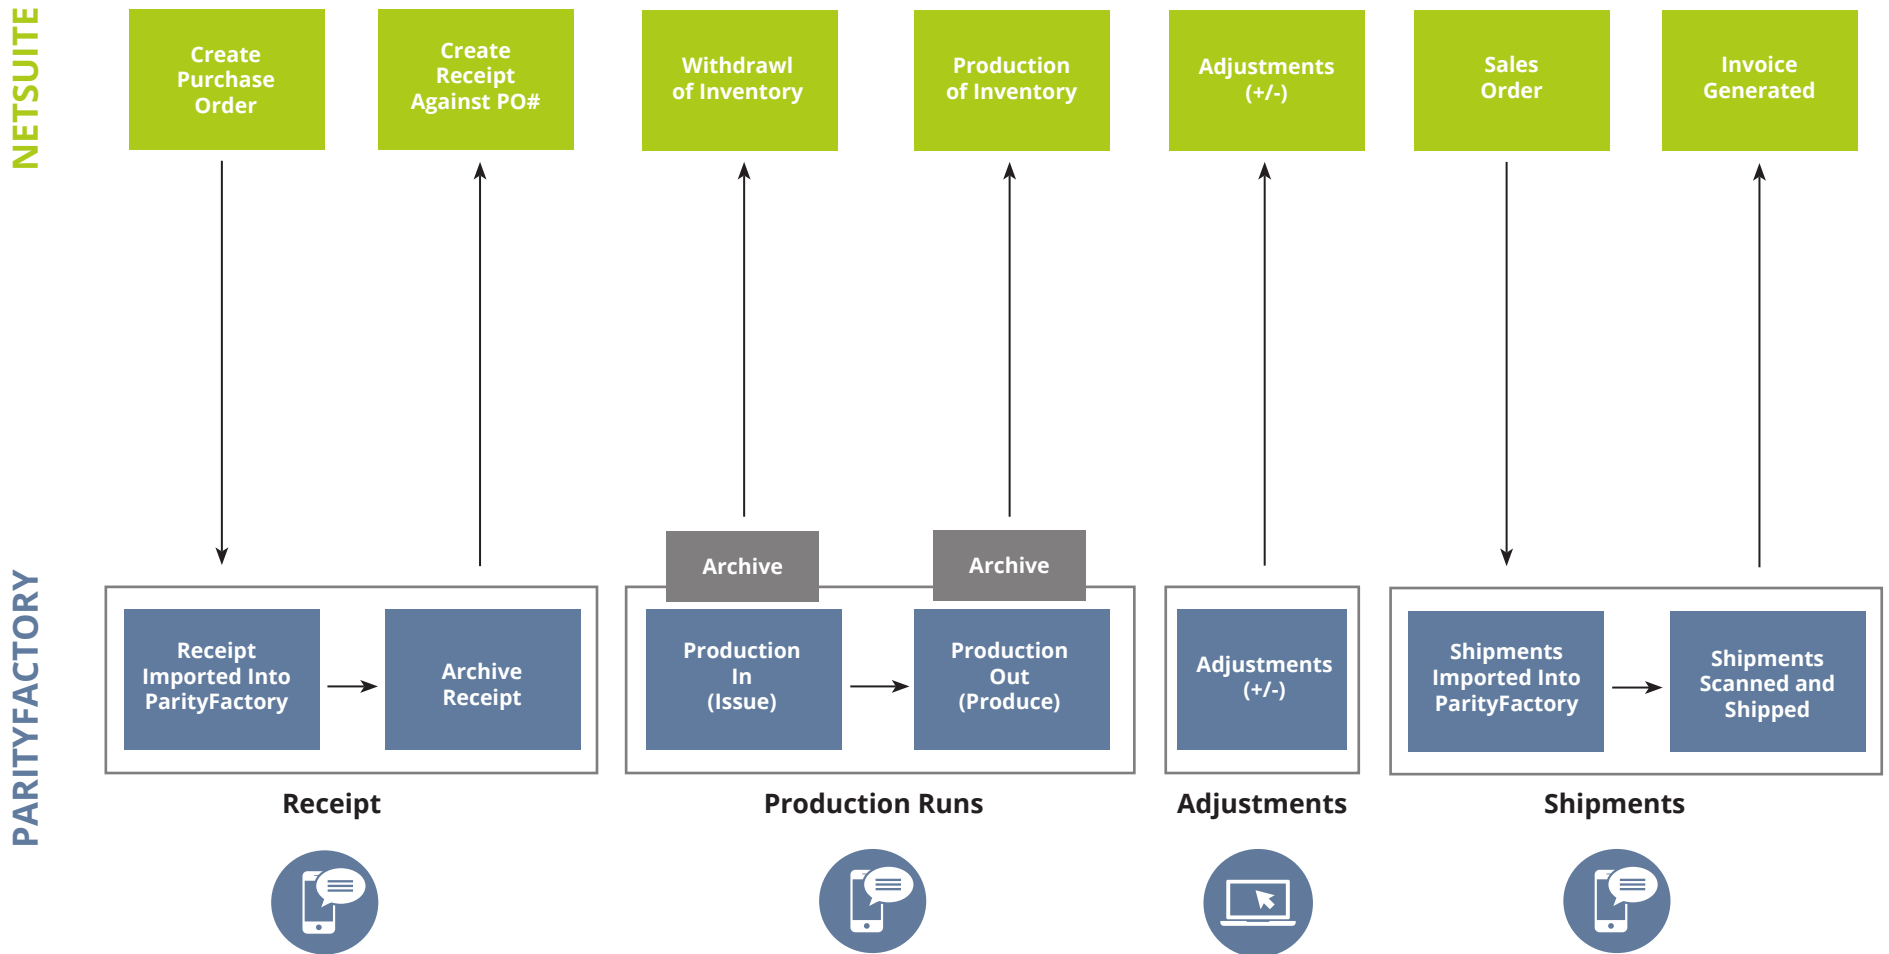 NETSUITE
Create
Purchase
Order
Create
Receipt
Against PO#
Withdrawl
of Inventory
Production
of Inventory
Adjustments
(+/-)
Sales
Order
Invoice
Generated
PARITYFACTORY
Archive
Archive
Receipt
Imported Into
ParityFactory
Archive
Receipt
Production
In
(Issue)
Production
Out
(Produce)
Adjustments
(+/-)
Shipments
Imported Into
ParityFactory
Shipments
Scanned and
Shipped
Receipt
Production Runs
Adjustments
Shipments